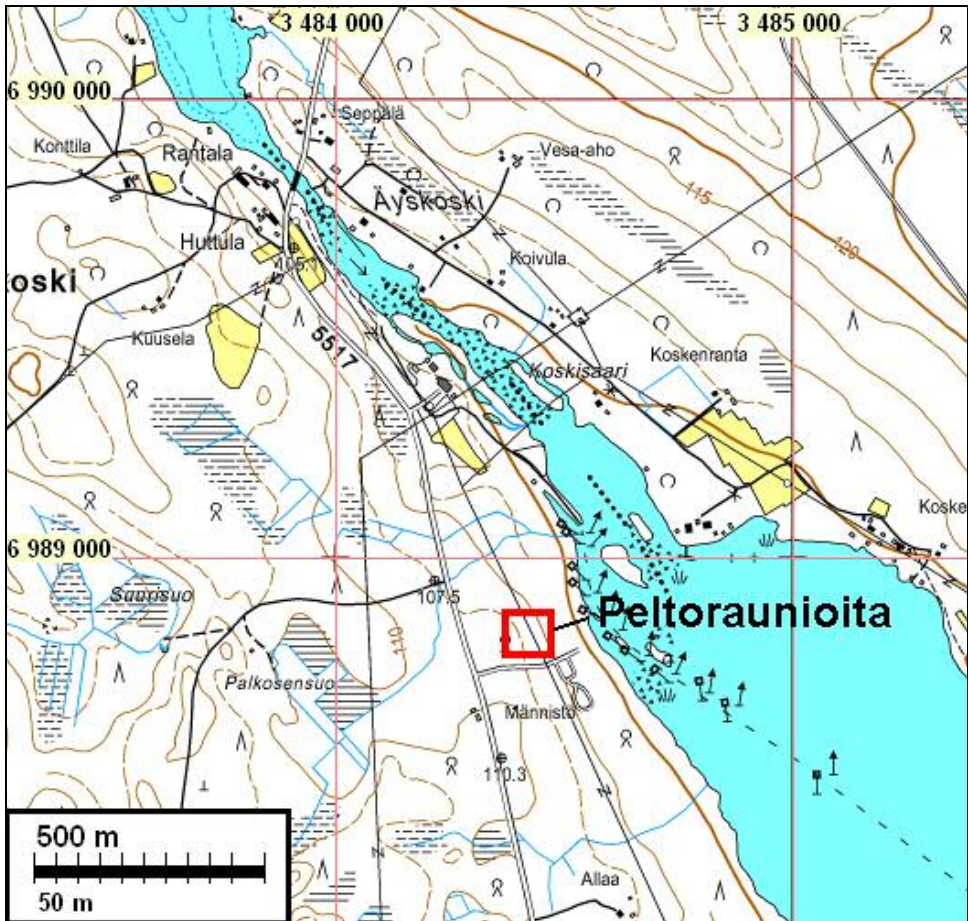 3 484 000
3 485 000
6 990 000
Seppälä
Konttila
Rantala
Vesa-aho
Äyskoski
115
Huttula
105.1
Koivula
120
oski
Kuusela
5517
Koskisaari
Koskenranta
Koske
6 989 000
Suurisuo
107.5
110
Peltoraunioita
Palkosensuo
Männistö
110.3
500 m
50 m
Allaa